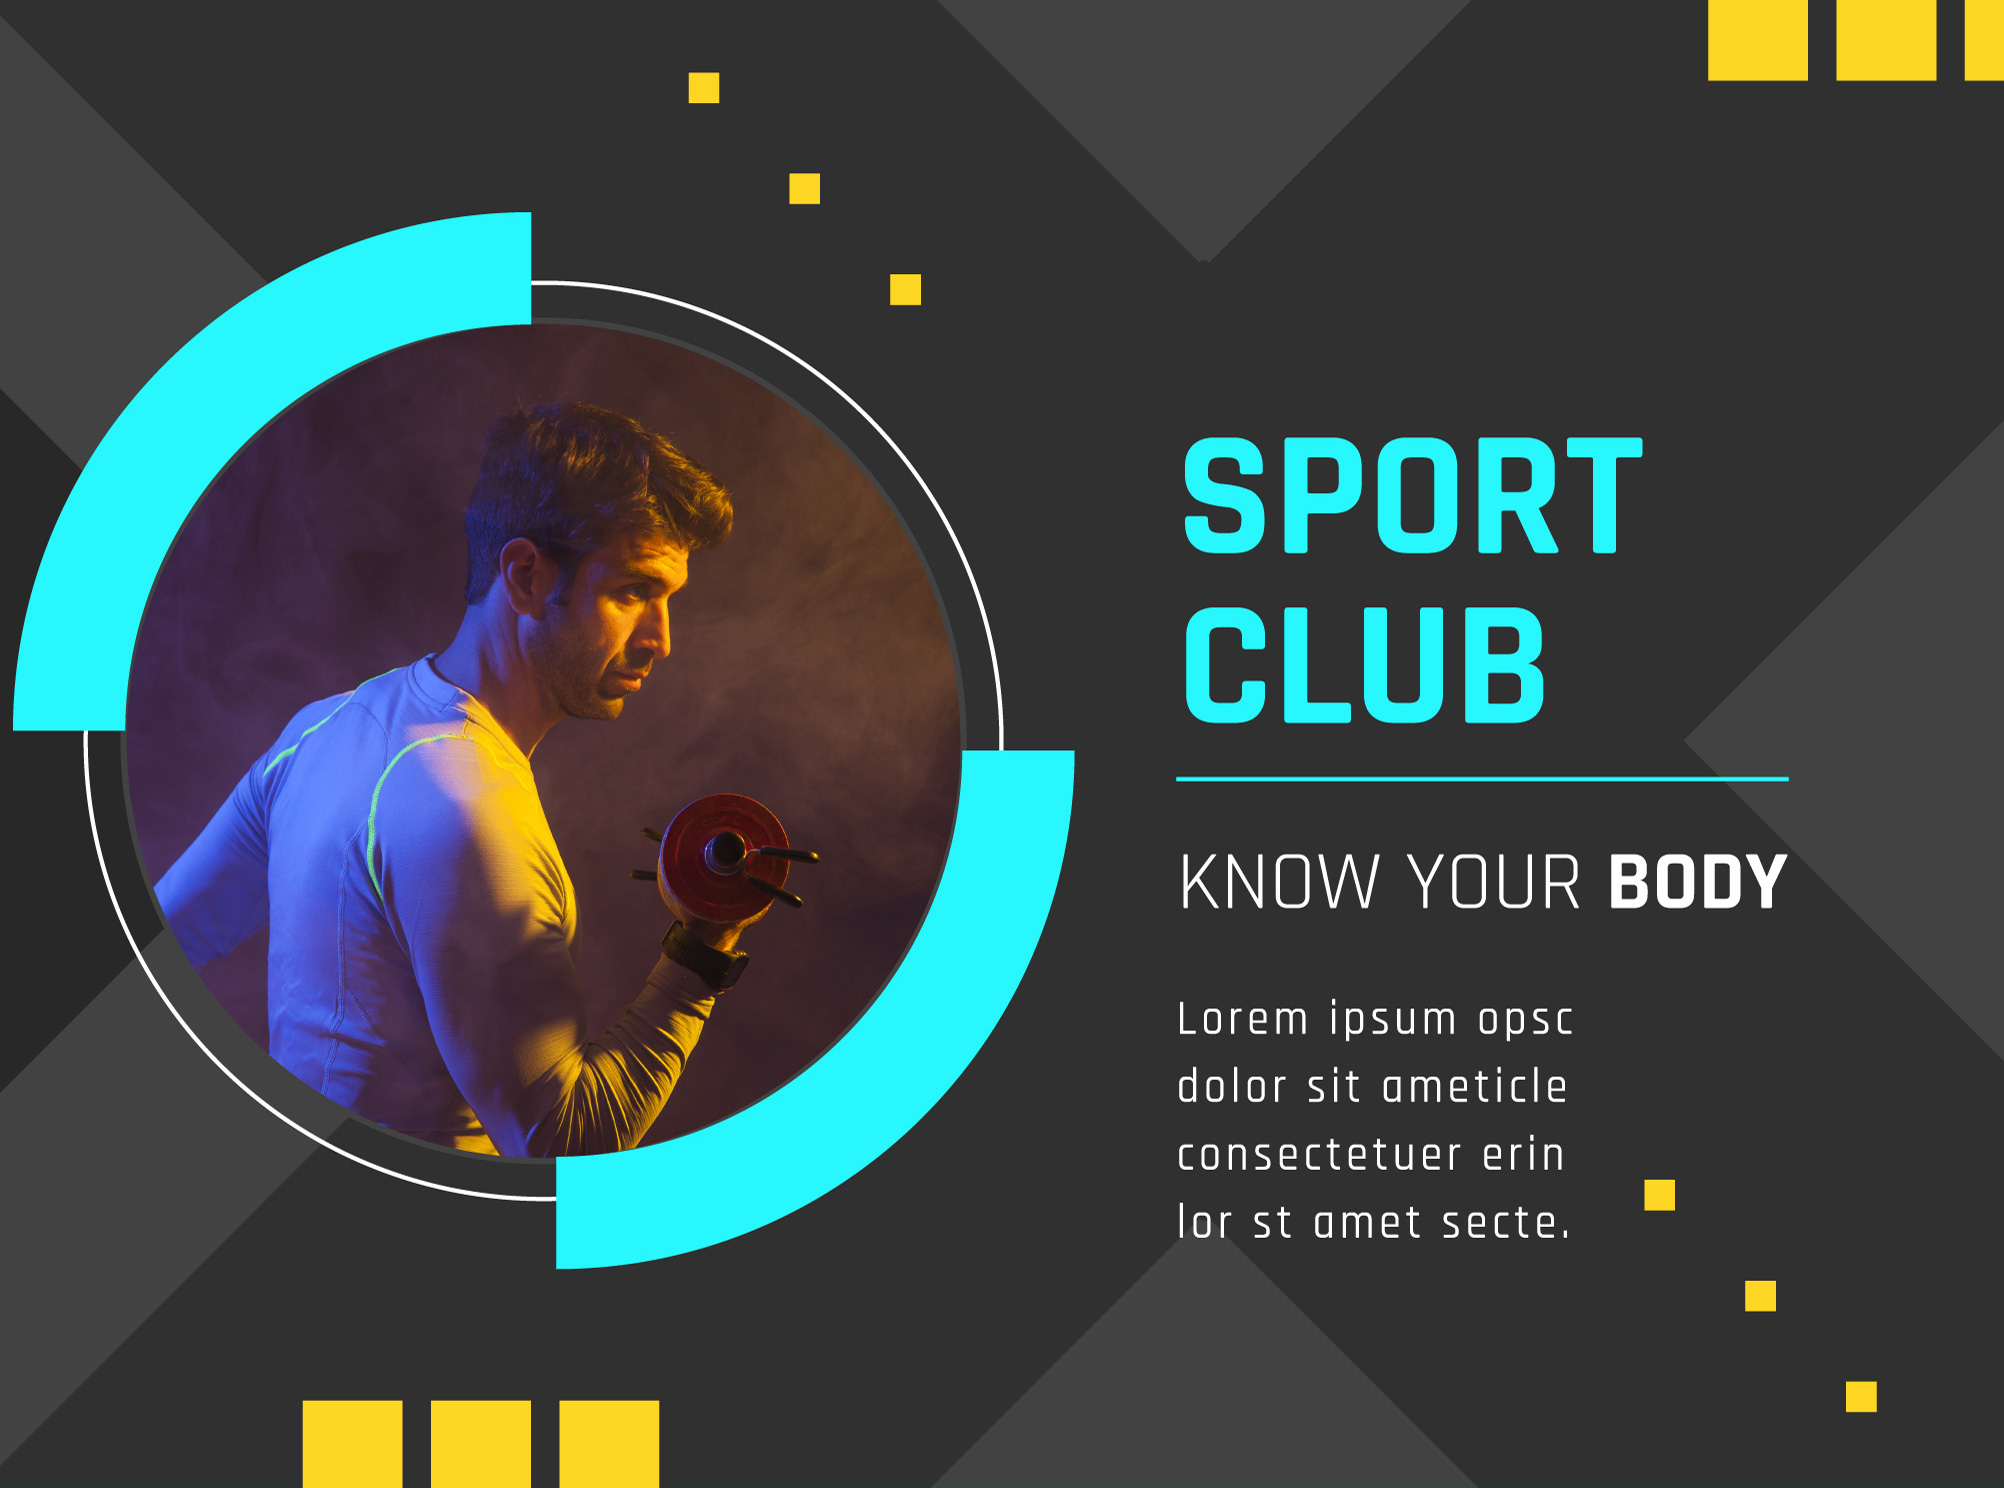 SPORT
CLUB
KNOW YOUR BODY
Lorem ipsum opsc
dolor sit ameticle
consectetuer erin
lor st amet secte.